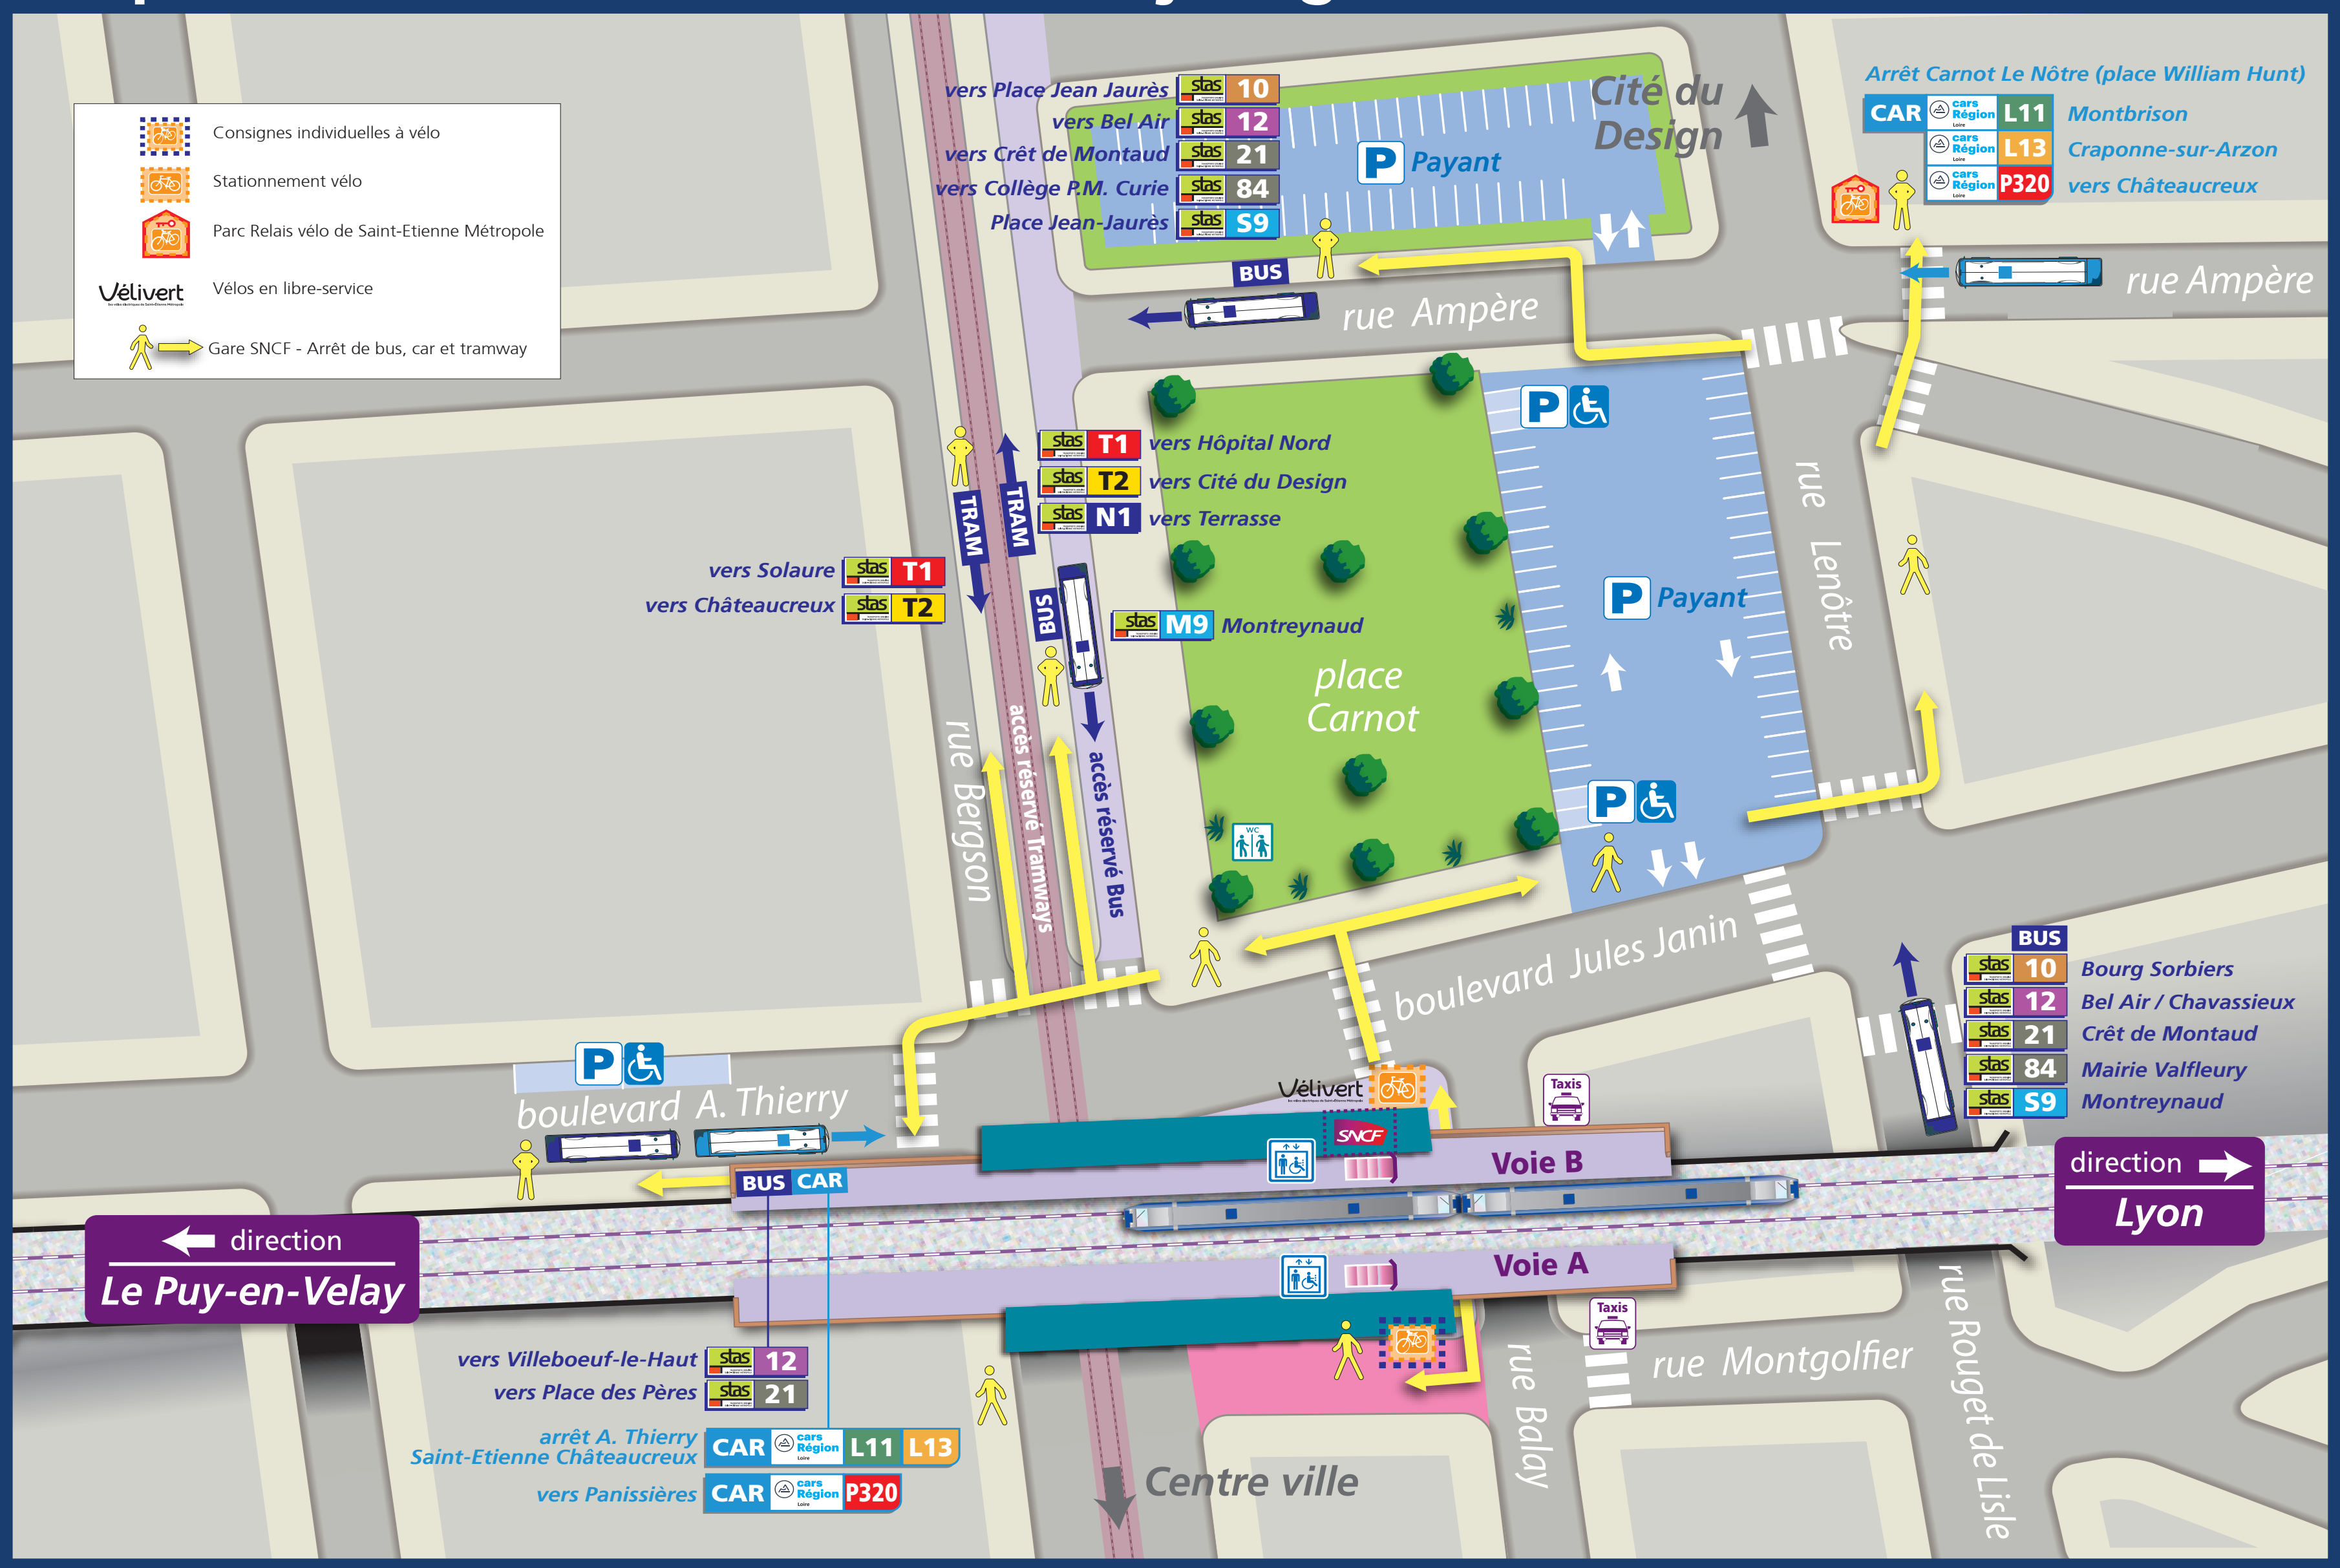 Consignes individuelles à vélo
Stationnement vélo
Parc Relais vélo de Saint-Etienne Métropole
Vélivert
Vélos en libre-service
Gare SNCF - Arrêt de bus, car et tramway
vers Place Jean Jaurès stas 10
vers Bel Air stas 12
vers Crêt de Montaud stas 21
vers Collège P.M. Curie stas 84
Place Jean-Jaurès stas S9
BUS
P Payant
Cité du
Design
Arrêt Carnot Le Nôtre (place William Hunt)
CAR cars Région Loire L11 Montbrison
cars Région Loire L13 Craponne-sur-Arzon
cars Région Loire P320 vers Châteaucreux
rue Ampère
rue Ampère
P
TRAM
TRAM
stas T1 vers Hôpital Nord
stas T2 vers Cité du Design
stas N1 vers Terrasse
vers Solaure stas T1
vers Châteaucreux stas T2
BUS
stas M9 Montreynaud
P Payant
rue Lenôtre
place
Carnot
rue Bergson
accès réservé Tramways
accès réservé Bus
WC
P
boulevard Jules Janin
BUS
stas 10 Bourg Sorbiers
stas 12 Bel Air / Chavassieux
stas 21 Crêt de Montaud
stas 84 Mairie Valfleury
stas S9 Montreynaud
P
boulevard A. Thierry
Vélivert
Taxis
SNCF
Voie B
BUS CAR
direction
Lyon
direction
Le Puy-en-Velay
Voie A
Taxis
vers Villeboeuf-le-Haut stas 12
vers Place des Pères stas 21
arrêt A. Thierry
Saint-Etienne Châteaucreux CAR cars Région Loire L11 L13
vers Panissières CAR cars Région Loire P320
Centre ville
rue Balay
rue Montgolfier
rue Rouget de Lisle